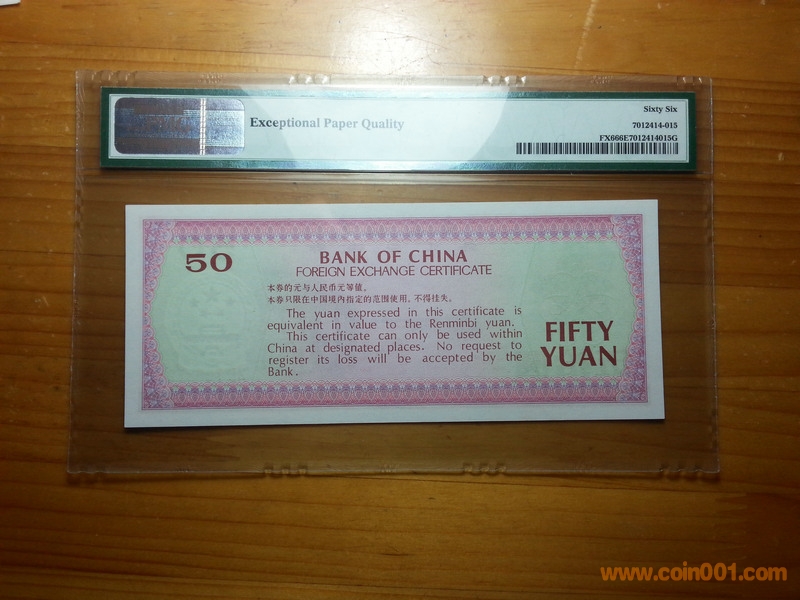 Exceptional Paper Quality
Sixty Six
7012414-015
FX666E7012414015G
50
BANK OF CHINA
FOREIGN EXCHANGE CERTIFICATE
本券的元与人民币元等值。
本券只限在中国境内指定的范围使用，不得挂失。
The yuan expressed in this certificate is
equivalent in value to the Renminbi yuan.
This certificate can only be used within
China at designated places. No request to
register its loss will be accepted by the
Bank.
FIFTY
YUAN
www.coin001.com